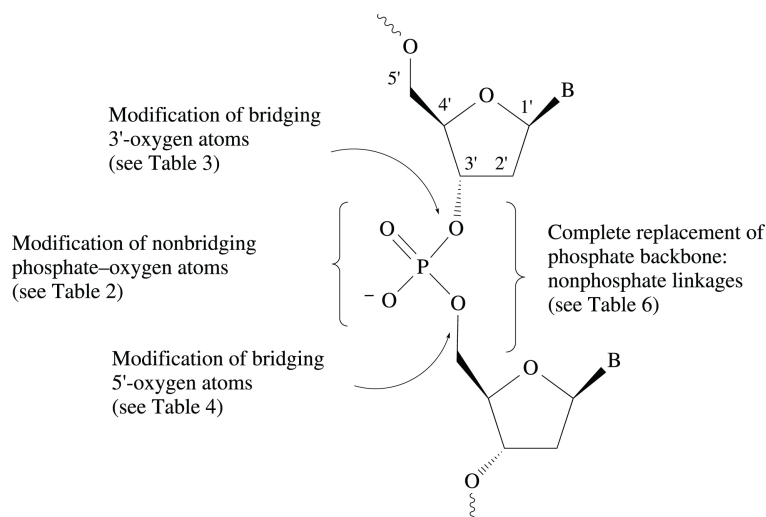 O
5'
B
O
4'
1'
3'
2'
Modification of bridging
3'-oxygen atoms
(see Table 3)
O
O
P
− O
O
Modification of nonbridging
phosphate–oxygen atoms
(see Table 2)
Complete replacement of
phosphate backbone:
nonphosphate linkages
(see Table 6)
Modification of bridging
5'-oxygen atoms
(see Table 4)
O
B
O